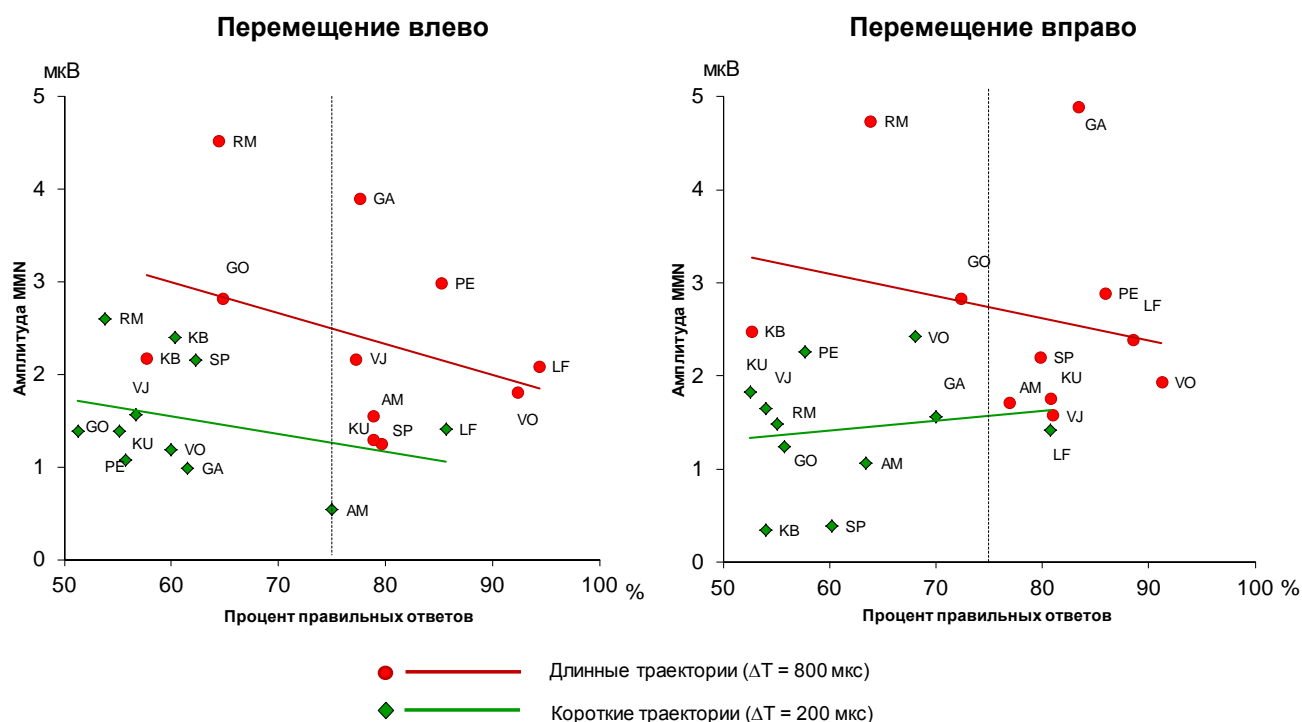 Перемещение влево
мкВ
5
4
3
2
1
0
Амплитуда MMN
RM
GA
GO
PE
RM
KB
KB
SP
VJ
LF
VJ
AM
VO
GO
KU
KU
SP
LF
PE
VO
GA
AM
50 60 70 80 90 100 %
Процент правильных ответов
Перемещение вправо
мкВ
5
4
3
2
1
0
Амплитуда MMN
RM
GA
GO
PE
LF
KB
PE
VO
SP
KU
VJ
GA
AM
KU
VO
RM
VJ
GO
AM
LF
KB
SP
50 60 70 80 90 100 %
Процент правильных ответов
Длинные траектории (ΔT = 800 мкс)
Короткие траектории (ΔT = 200 мкс)